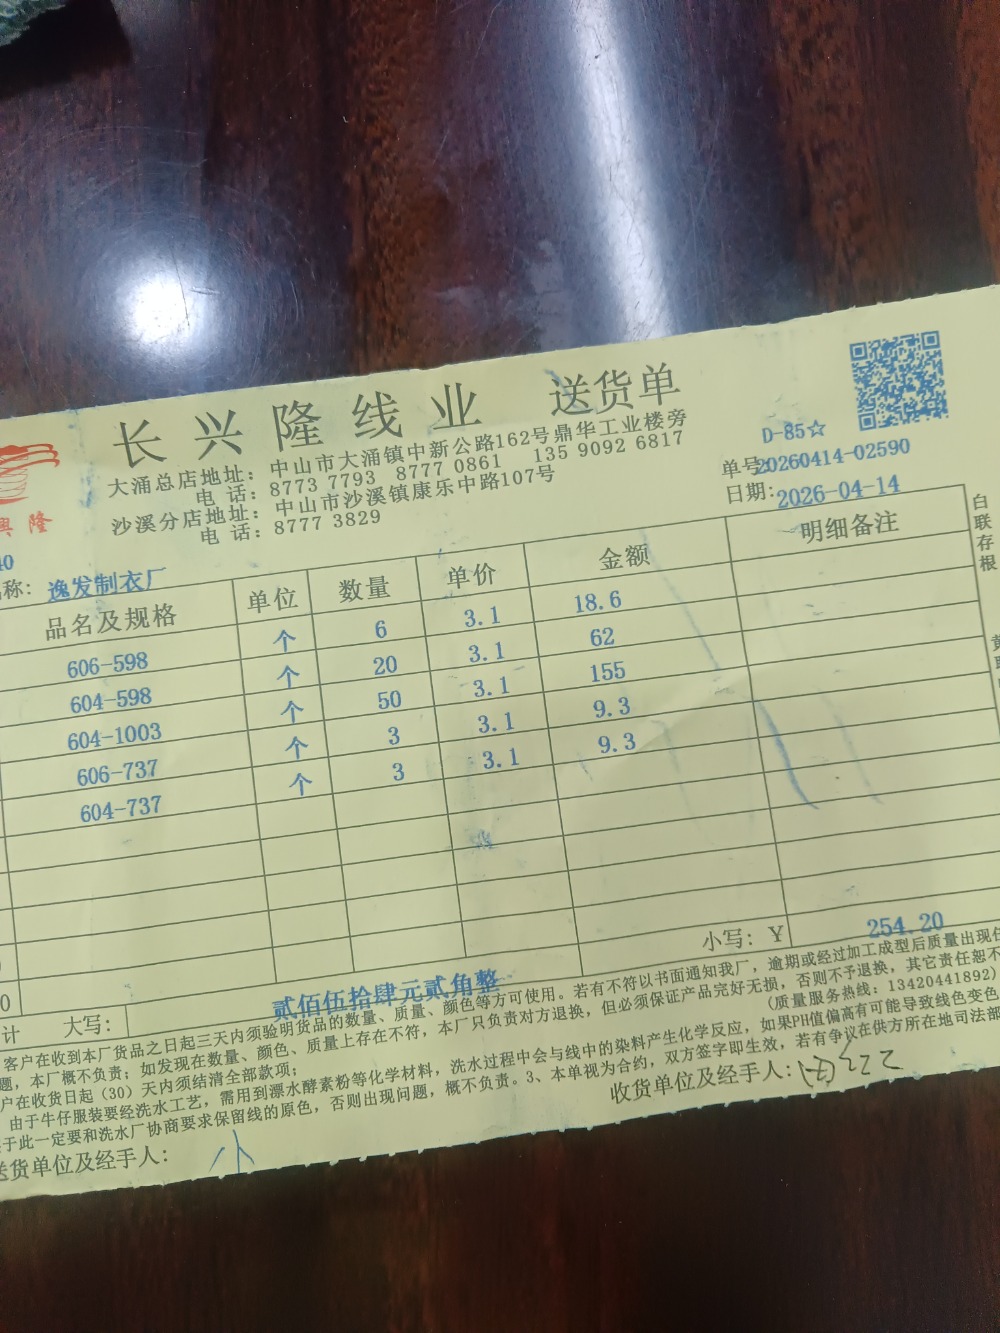 长兴隆线业 送货单
大涌总店地址：中山市大涌镇中新公路162号鼎华工业楼旁
电 话：8773 7793 8777 0861 135 9092 6817
沙溪分店地址：中山市沙溪镇康乐中路107号
电 话：8777 3829
D-85☆
单号:20260414-02590
日期:2026-04-14
興 隆
40
称：逸发制衣厂
品名及规格 单位 数量 单价 金额 明细备注
606-598 个 6 3.1 18.6
604-598 个 20 3.1 62
604-1003 个 50 3.1 155
606-737 个 3 3.1 9.3
604-737 个 3 3.1 9.3
白联存根
计 大写： 贰佰伍拾肆元贰角整 小写：Y 254.20
客户在收到本厂货品之日起三天内须验明货品的数量、质量、颜色等方可使用。若有不符以书面通知我厂，逾期或经过加工成型后质量出现任
题，本厂概不负责；如发现在数量、颜色、质量上存在不符，本厂只负责对方退换，但必须保证产品完好无损，否则不予退换，其它责任恕不
户在收货日起（30）天内须结清全部款项；
（质量服务热线：13420441892）
由于牛仔服装要经洗水工艺，需用到漂水酵素粉等化学材料，洗水过程中会与线中的染料产生化学反应，如果PH值偏高有可能导致线色变色
于此一定要和洗水厂协商要求保留线的原色，否则出现问题，概不负责。3、本单视为合约，双方签字即生效，若有争议在供方所在地司法部
送货单位及经手人：
收货单位及经手人：